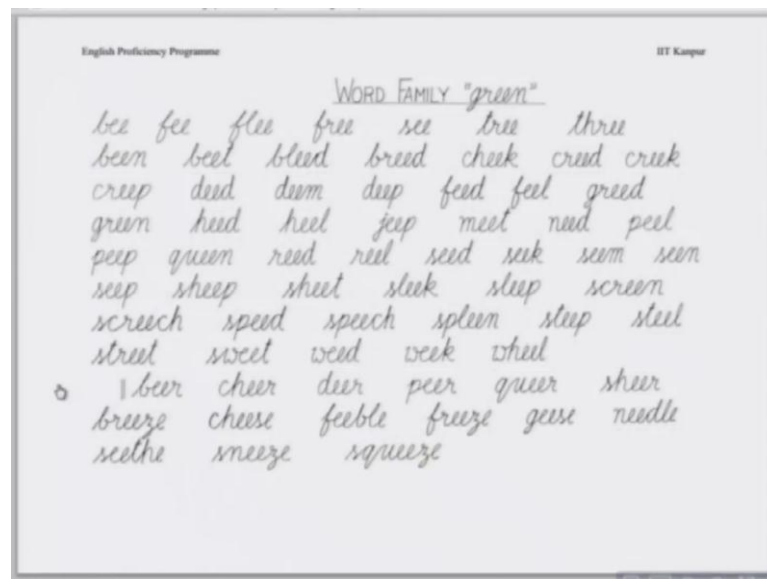 English Proficiency Programme IIT Kanpur
WORD FAMILY "green"
bee fee flee free see tree three
been beet bleed breed cheek creed creek
creep deed deem deep feed feel greed
green heed heel jeep meet need peel
peep queen reed reel seed seek seem seen
seep sheep sheet sleek sleep screen
screech speed speech spleen steep steel
street sweet weed week wheel
beer cheer deer peer queer sheer
breeze cheese feeble freeze geese needle
seethe sneeze squeeze